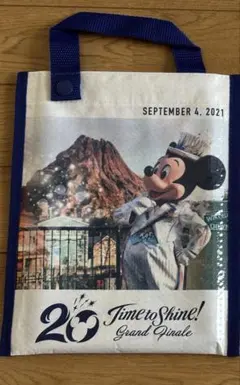 SEPTEMBER 4, 2021
20 Time to Shine!
Grand Finale